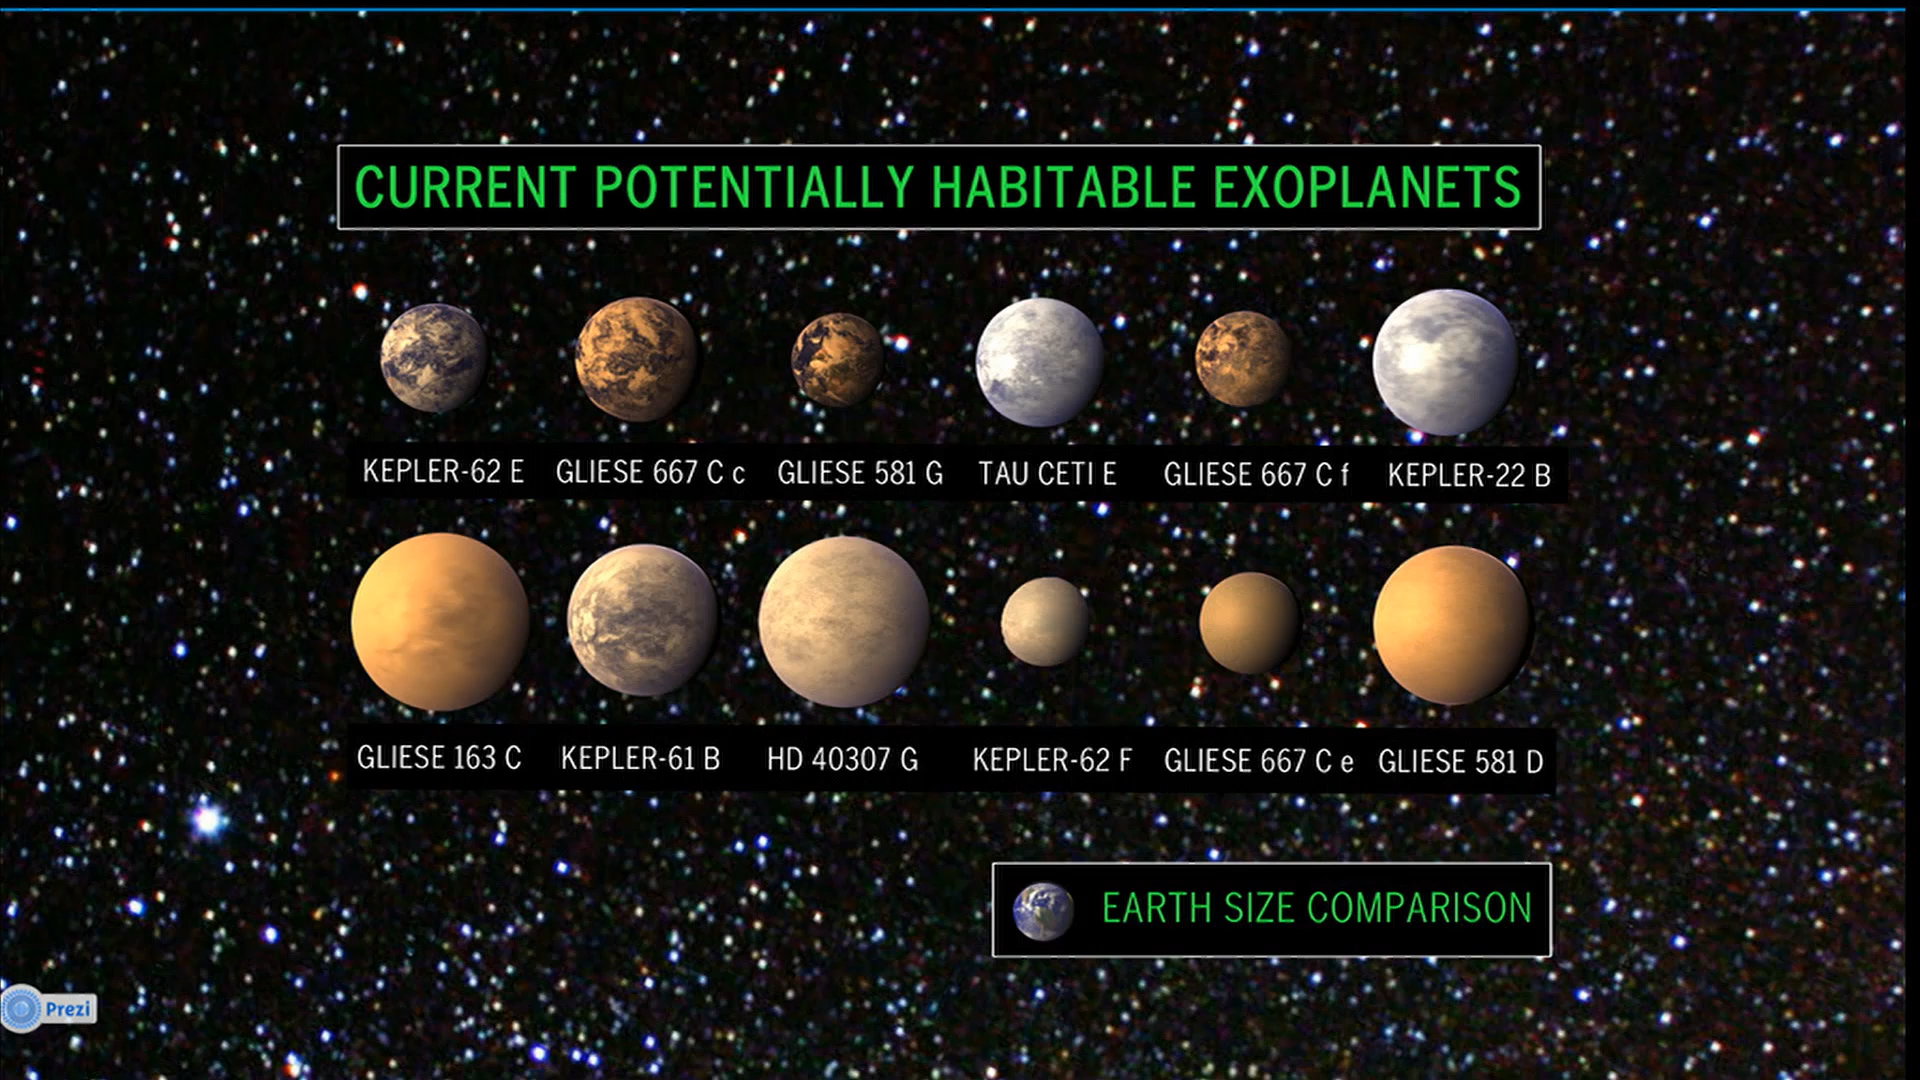 CURRENT POTENTIALLY HABITABLE EXOPLANETS
KEPLER-62 E GLIESE 667 C c GLIESE 581 G TAU CETI E GLIESE 667 C f KEPLER-22 B
GLIESE 163 C KEPLER-61 B HD 40307 G KEPLER-62 F GLIESE 667 C e GLIESE 581 D
EARTH SIZE COMPARISON
Prezi